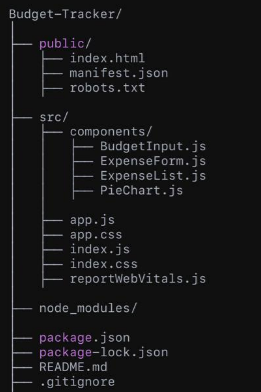 Budget-Tracker/
├── public/
│   ├── index.html
│   ├── manifest.json
│   ├── robots.txt
├── src/
│   ├── components/
│   │   ├── BudgetInput.js
│   │   ├── ExpenseForm.js
│   │   ├── ExpenseList.js
│   │   ├── PieChart.js
│   ├── app.js
│   ├── app.css
│   ├── index.js
│   ├── index.css
│   ├── reportWebVitals.js
├── node_modules/
├── package.json
├── package-lock.json
├── README.md
├── .gitignore